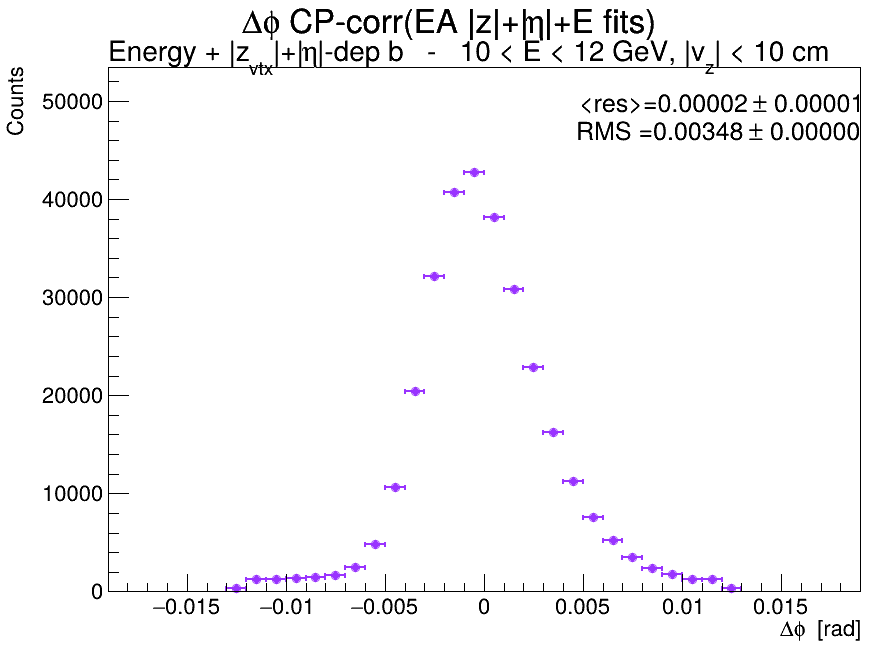 Δϕ CP-corr(EA |z|+|η|+E fits)
Energy + |z_vtx|+|η|-dep b - 10 < E < 12 GeV, |v_z| < 10 cm
<res>=0.00002 ± 0.00001
RMS =0.00348 ± 0.00000
Counts
50000
40000
30000
20000
10000
0
−0.015 −0.01 −0.005 0 0.005 0.01 0.015
Δϕ [rad]